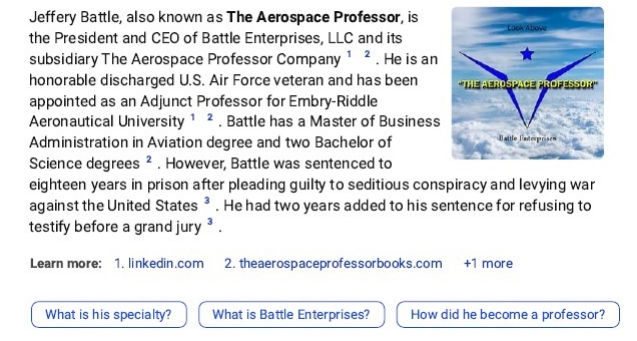 Jeffery Battle, also known as The Aerospace Professor, is
the President and CEO of Battle Enterprises, LLC and its
subsidiary The Aerospace Professor Company 1 2 . He is an
honorable discharged U.S. Air Force veteran and has been
appointed as an Adjunct Professor for Embry-Riddle
Aeronautical University 1 2 . Battle has a Master of Business
Administration in Aviation degree and two Bachelor of
Science degrees 2 . However, Battle was sentenced to
eighteen years in prison after pleading guilty to seditious conspiracy and levying war
against the United States 3 . He had two years added to his sentence for refusing to
testify before a grand jury 3 .
Look Above
"THE AEROSPACE PROFESSOR"
Battle Enterprises
Learn more: 1. linkedin.com 2. theaerospaceprofessorbooks.com +1 more
What is his specialty? What is Battle Enterprises? How did he become a professor?